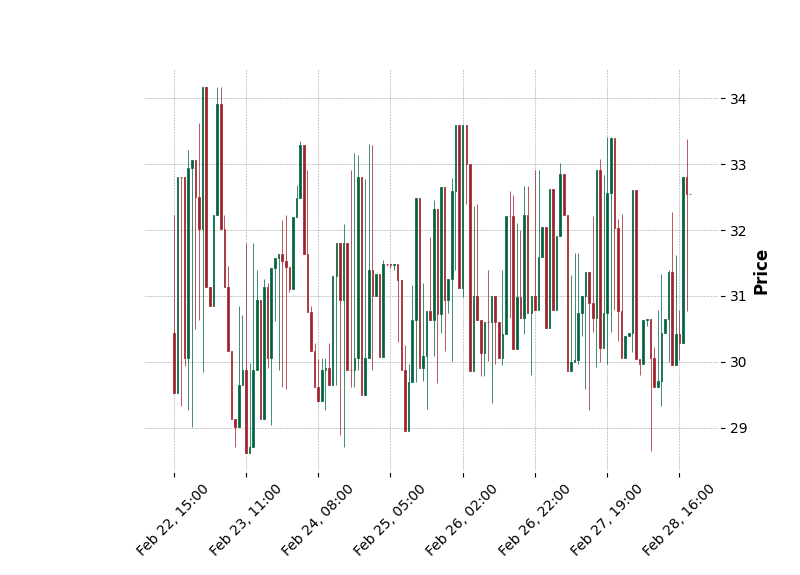 34
33
32
31
30
29
Price
Feb 22, 15:00
Feb 23, 11:00
Feb 24, 08:00
Feb 25, 05:00
Feb 26, 02:00
Feb 26, 22:00
Feb 27, 19:00
Feb 28, 16:00